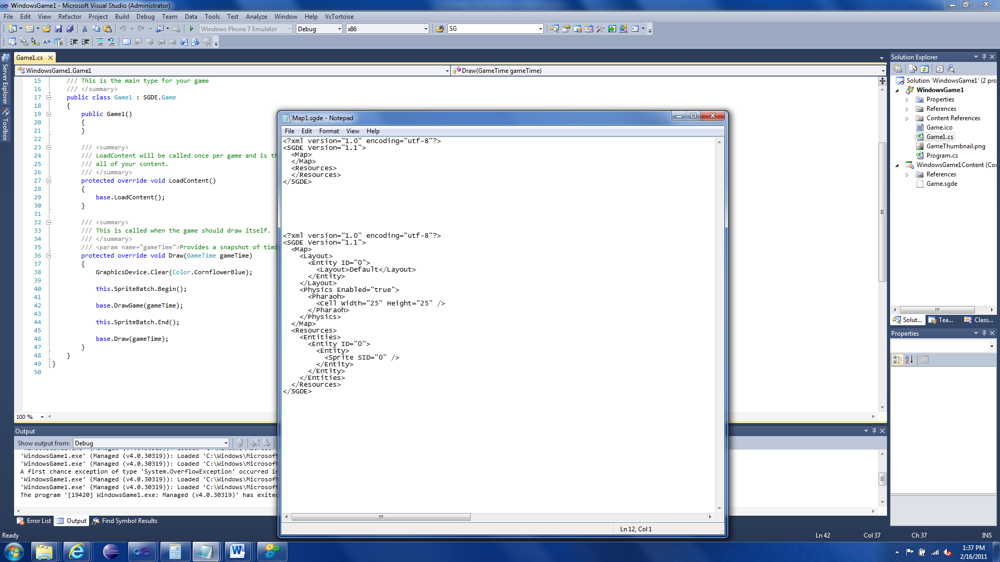 WindowsGame1 - Microsoft Visual Studio (Administrator)
File Edit View Refactor Project Build Debug Team Data Tools Test Analyze Window Help VsTortoise
Windows Phone 7 Emulator Debug x86 SG
Server Explorer
Toolbox
Game1.cs
WindowsGame1.Game1 Draw(GameTime gameTime)
15 /// This is the main type for your game
16 /// </summary>
17 public class Game1 : SGDE.Game
18 {
19 public Game1()
20 {
21 }
22
23 /// <summary>
24 /// LoadContent will be called once per game and is th
25 /// all of your content.
26 /// </summary>
27 protected override void LoadContent()
28 {
29 base.LoadContent();
30 }
31
32 /// <summary>
33 /// This is called when the game should draw itself.
34 /// </summary>
35 /// <param name="gameTime">Provides a snapshot of timi
36 protected override void Draw(GameTime gameTime)
37 {
38 GraphicsDevice.Clear(Color.CornflowerBlue);
39
40 this.SpriteBatch.Begin();
41
42 base.DrawGame(gameTime);
43
44 this.SpriteBatch.End();
45
46 base.Draw(gameTime);
47 }
48 }
49 }
50
100 %
Map1.sgde - Notepad
File Edit Format View Help
<?xml version="1.0" encoding="utf-8"?>
<SGDE Version="1.1">
<Map>
</Map>
<Resources>
</Resources>
</SGDE>
<?xml version="1.0" encoding="utf-8"?>
<SGDE Version="1.1">
<Map>
<Layout>
<Entity ID="0">
<Layout>Default</Layout>
</Entity>
</Layout>
<Physics Enabled="true">
<Pharaoh>
<Cell Width="25" Height="25" />
</Pharaoh>
</Physics>
</Map>
<Resources>
<Entities>
<Entity ID="0">
<Entity>
<Sprite SID="0" />
</Entity>
</Entity>
</Entities>
</Resources>
</SGDE>
Ln 12, Col 1
Solution Explorer
Solution 'WindowsGame1' (2 pro
WindowsGame1
Properties
References
Content References
Game.ico
Game1.cs
GameThumbnail.png
Program.cs
WindowsGame1Content (Co
References
Game.sgde
Solut... Tea... Class...
Properties
Output
Show output from: Debug
'WindowsGame1.exe' (Managed (v4.0.30319)): Loaded 'C:\Windows\Microsoft
'WindowsGame1.exe' (Managed (v4.0.30319)): Loaded 'C:\Windows\Microsoft
A first chance exception of type 'System.OverflowException' occurred in
'WindowsGame1.exe' (Managed (v4.0.30319)): Loaded 'C:\Windows\Microsoft
'WindowsGame1.exe' (Managed (v4.0.30319)): Loaded 'C:\Windows\Microsoft
The program '[19420] WindowsGame1.exe: Managed (v4.0.30319)' has exited
Error List Output Find Symbol Results
Ready Ln 42 Col 37 Ch 37 INS
1:37 PM
2/16/2011